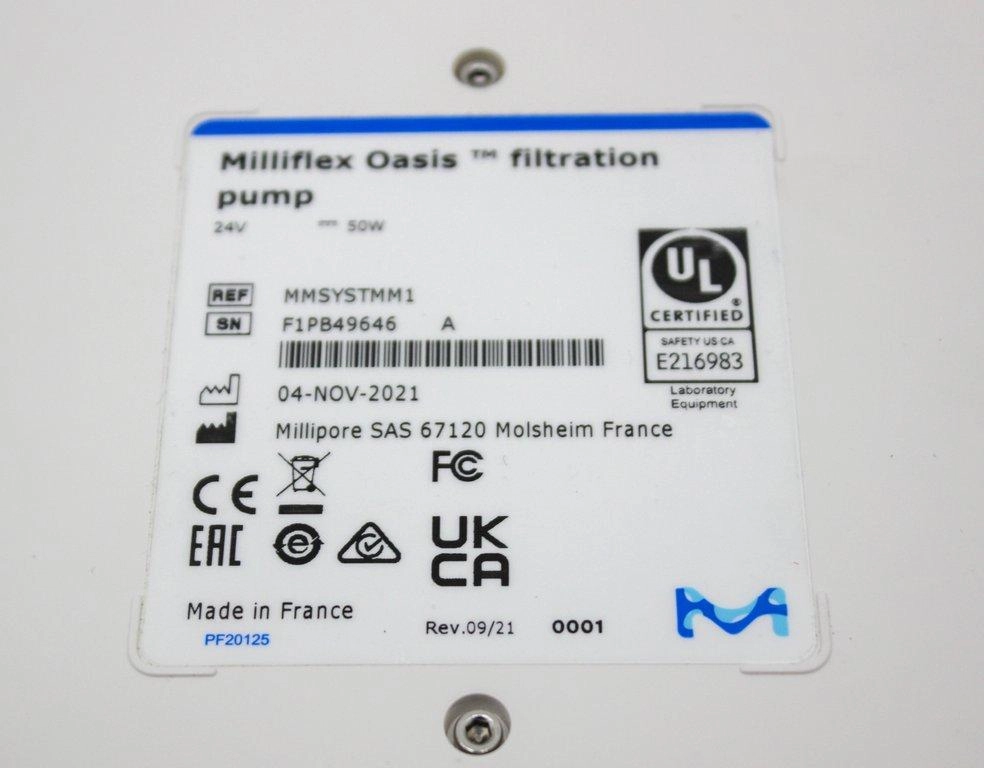 Milliflex Oasis ™ filtration
pump
24V ⎓ 50W
REF MMSYSTMM1
SN F1PB49646 A
04-NOV-2021
Millipore SAS 67120 Molsheim France
UL
®
CERTIFIED
SAFETY US CA
E216983
Laboratory
Equipment
FC
CE
UK
CA
EAC
e
Made in France
PF20125
Rev.09/21 0001
M